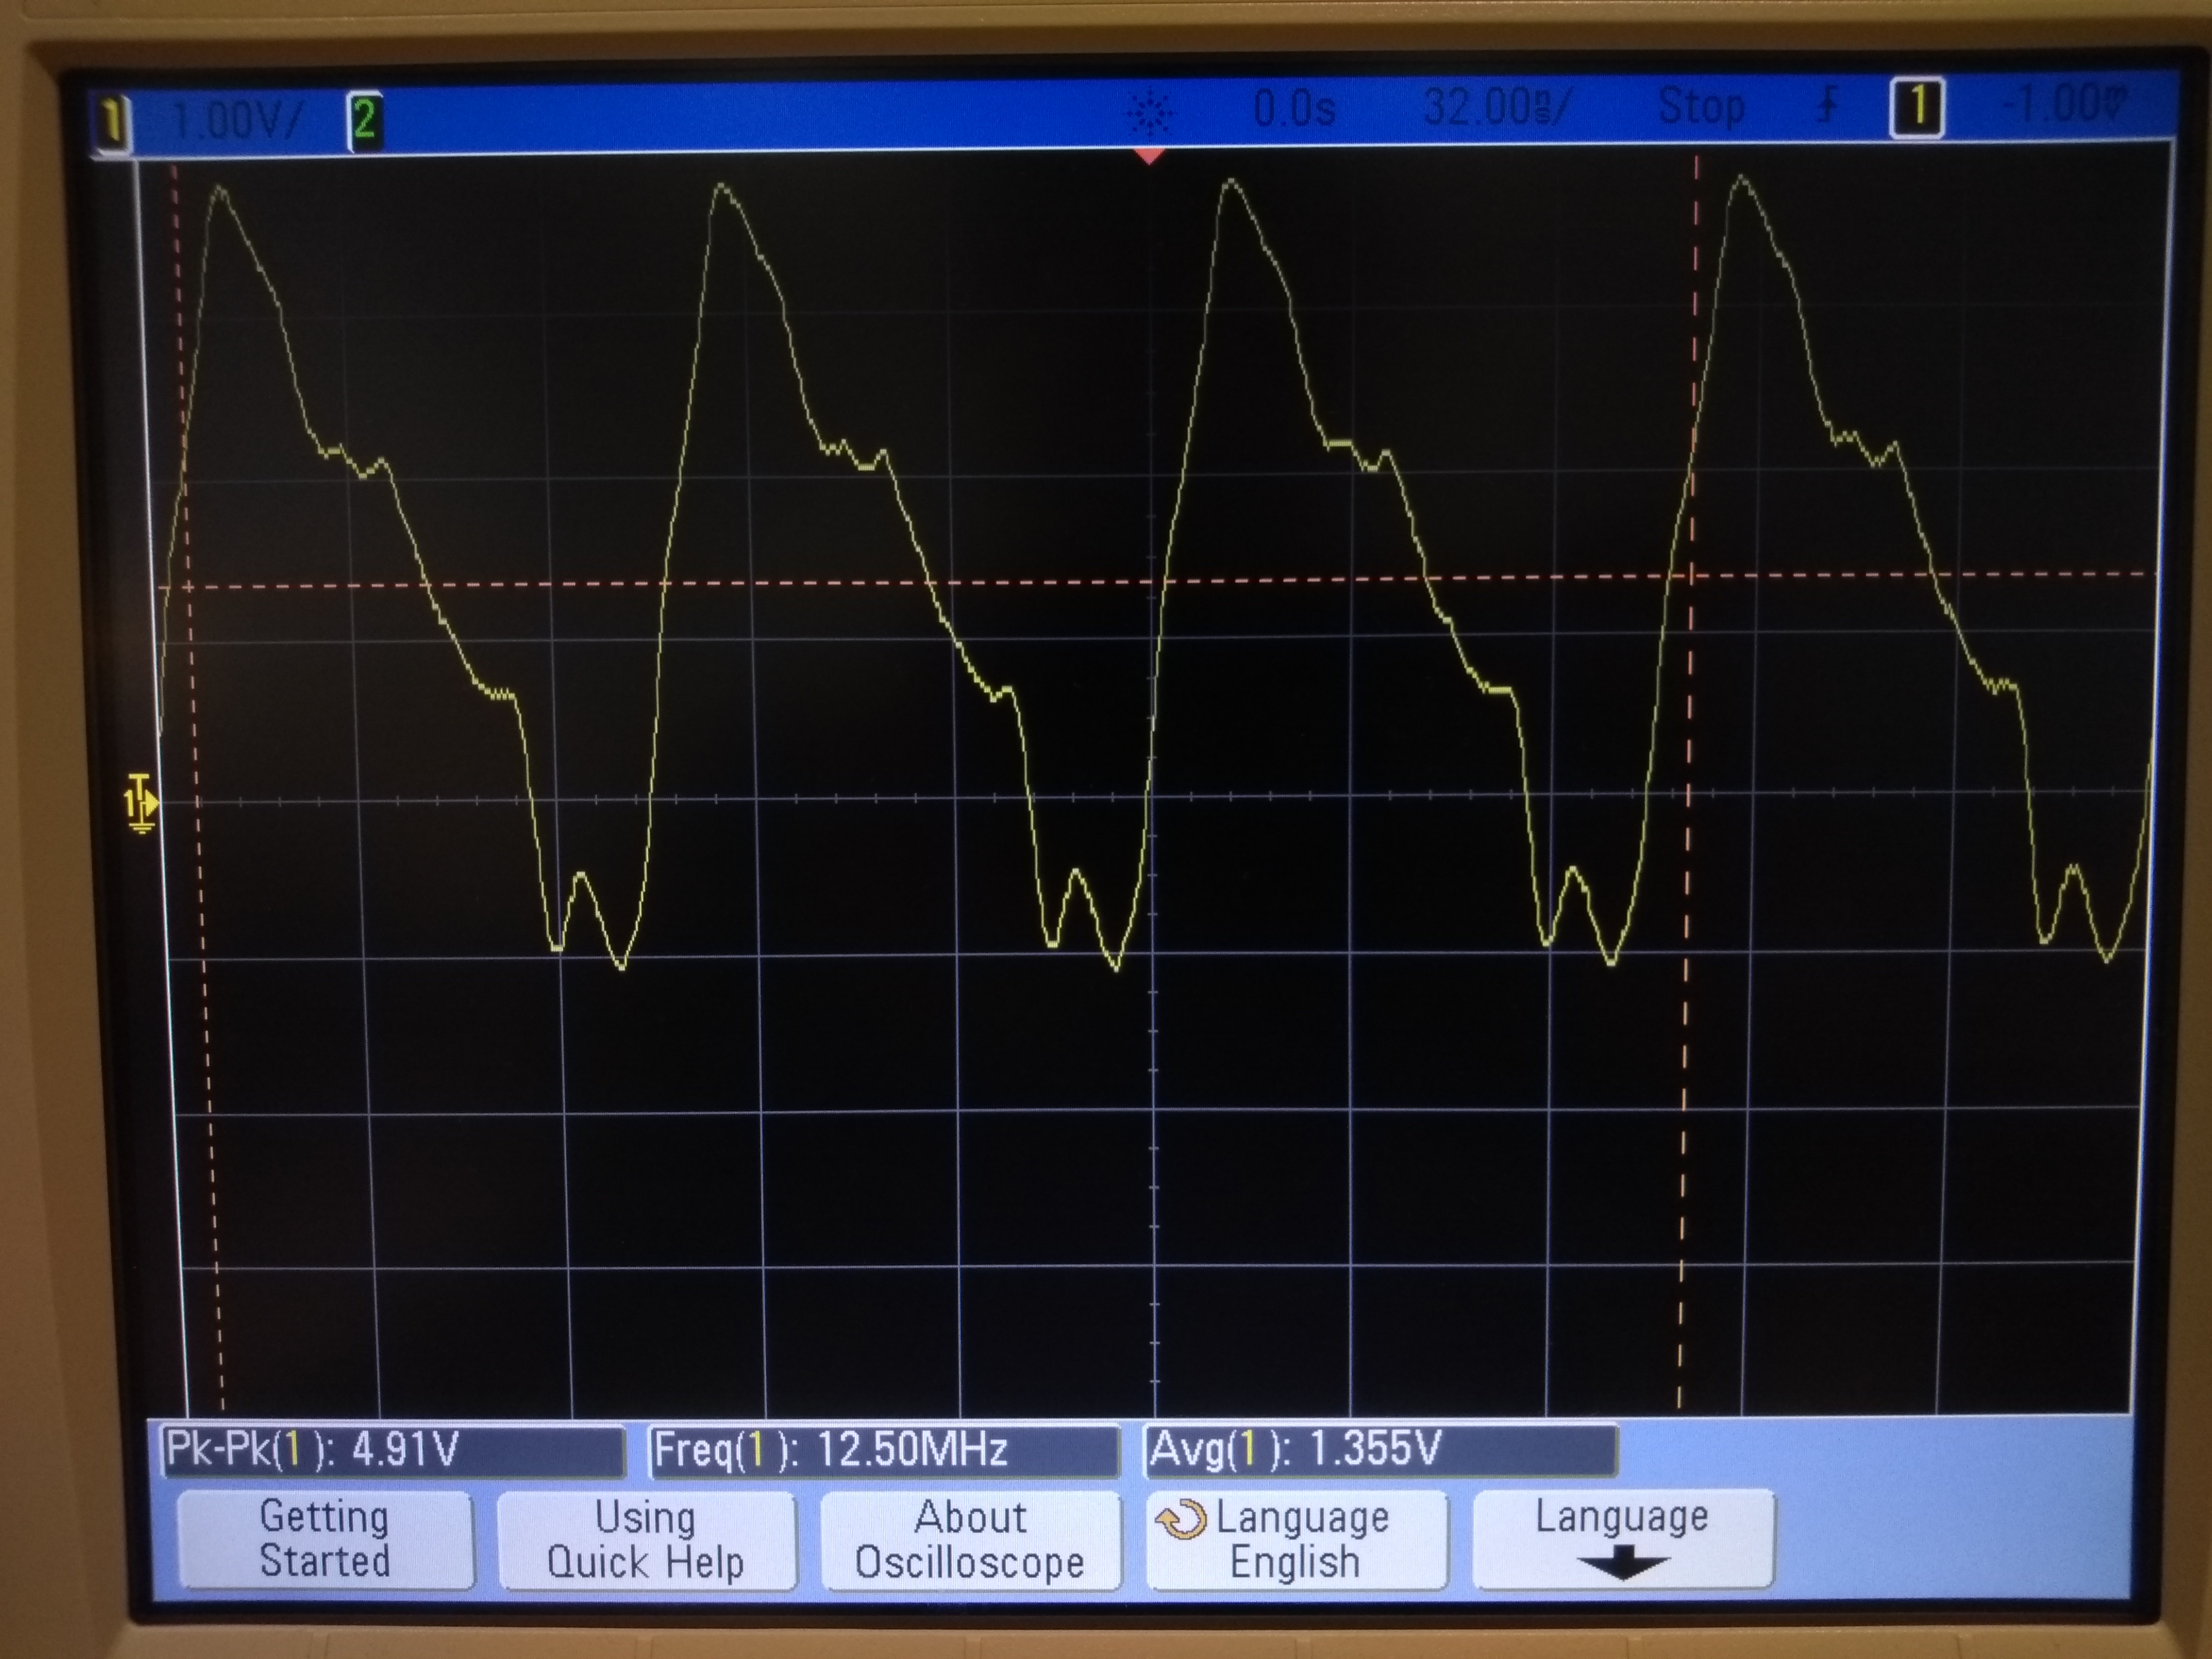 1 1.00V/ 2 0.0s 32.00ns/ Stop 1 -1.00mV
T
1
Pk-Pk(1): 4.91V Freq(1): 12.50MHz Avg(1): 1.355V
Getting Started
Using Quick Help
About Oscilloscope
Language English
Language